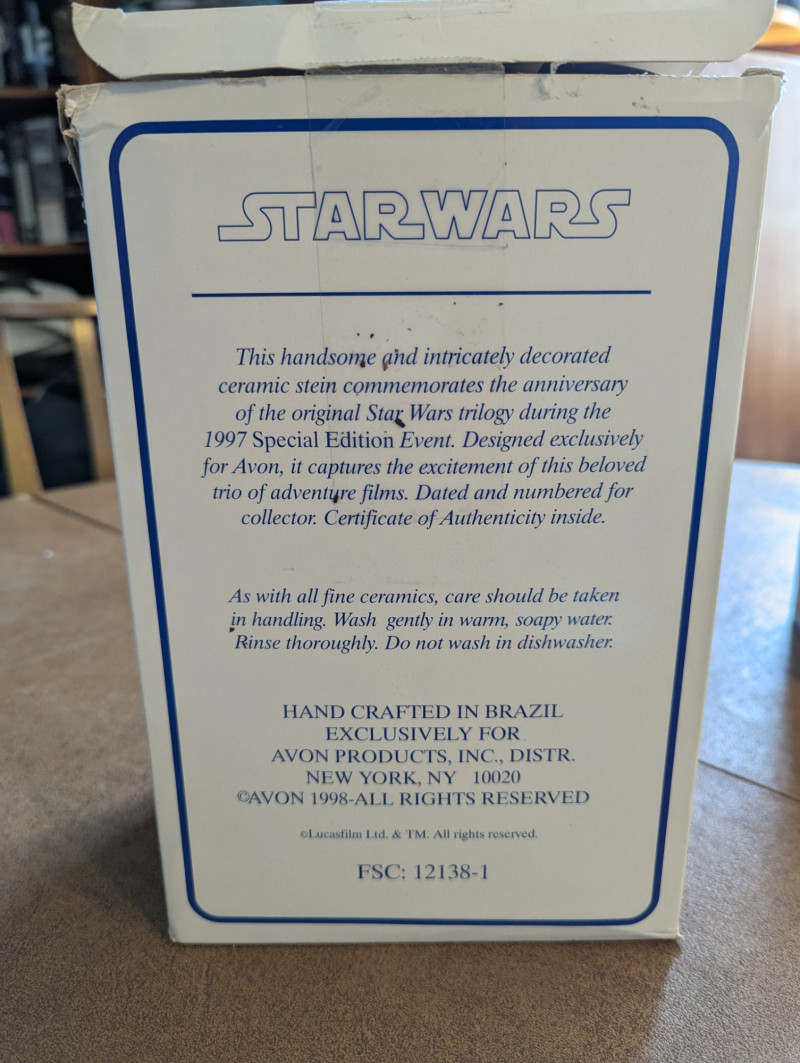 STAR WARS
This handsome and intricately decorated
ceramic stein commemorates the anniversary
of the original Star Wars trilogy during the
1997 Special Edition Event. Designed exclusively
for Avon, it captures the excitement of this beloved
trio of adventure films. Dated and numbered for
collector. Certificate of Authenticity inside.
As with all fine ceramics, care should be taken
in handling. Wash gently in warm, soapy water.
Rinse thoroughly. Do not wash in dishwasher.
HAND CRAFTED IN BRAZIL
EXCLUSIVELY FOR
AVON PRODUCTS, INC., DISTR.
NEW YORK, NY 10020
©AVON 1998-ALL RIGHTS RESERVED
©Lucasfilm Ltd. & TM. All rights reserved.
FSC: 12138-1